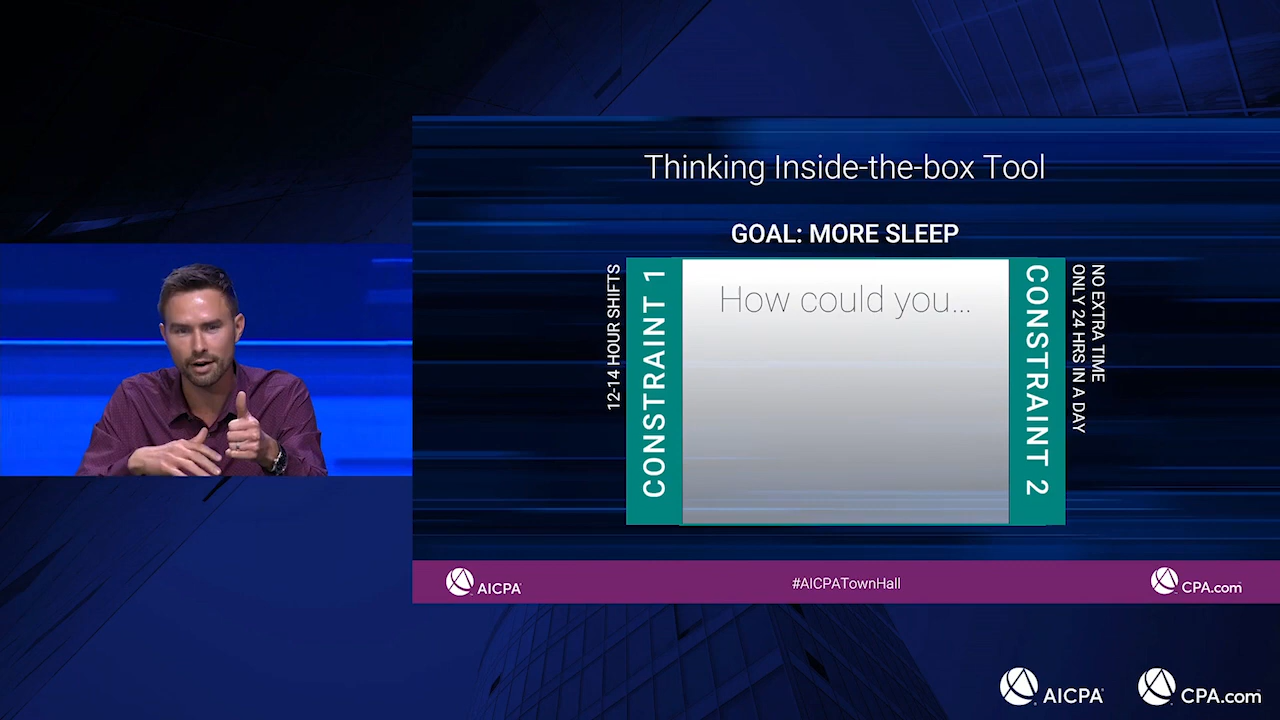 Thinking Inside-the-box Tool
GOAL: MORE SLEEP
12-14 HOUR SHIFTS
CONSTRAINT 1
How could you...
CONSTRAINT 2
NO EXTRA TIME
ONLY 24 HRS IN A DAY
AICPA
#AICPATownHall
CPA.com
AICPA
CPA.com